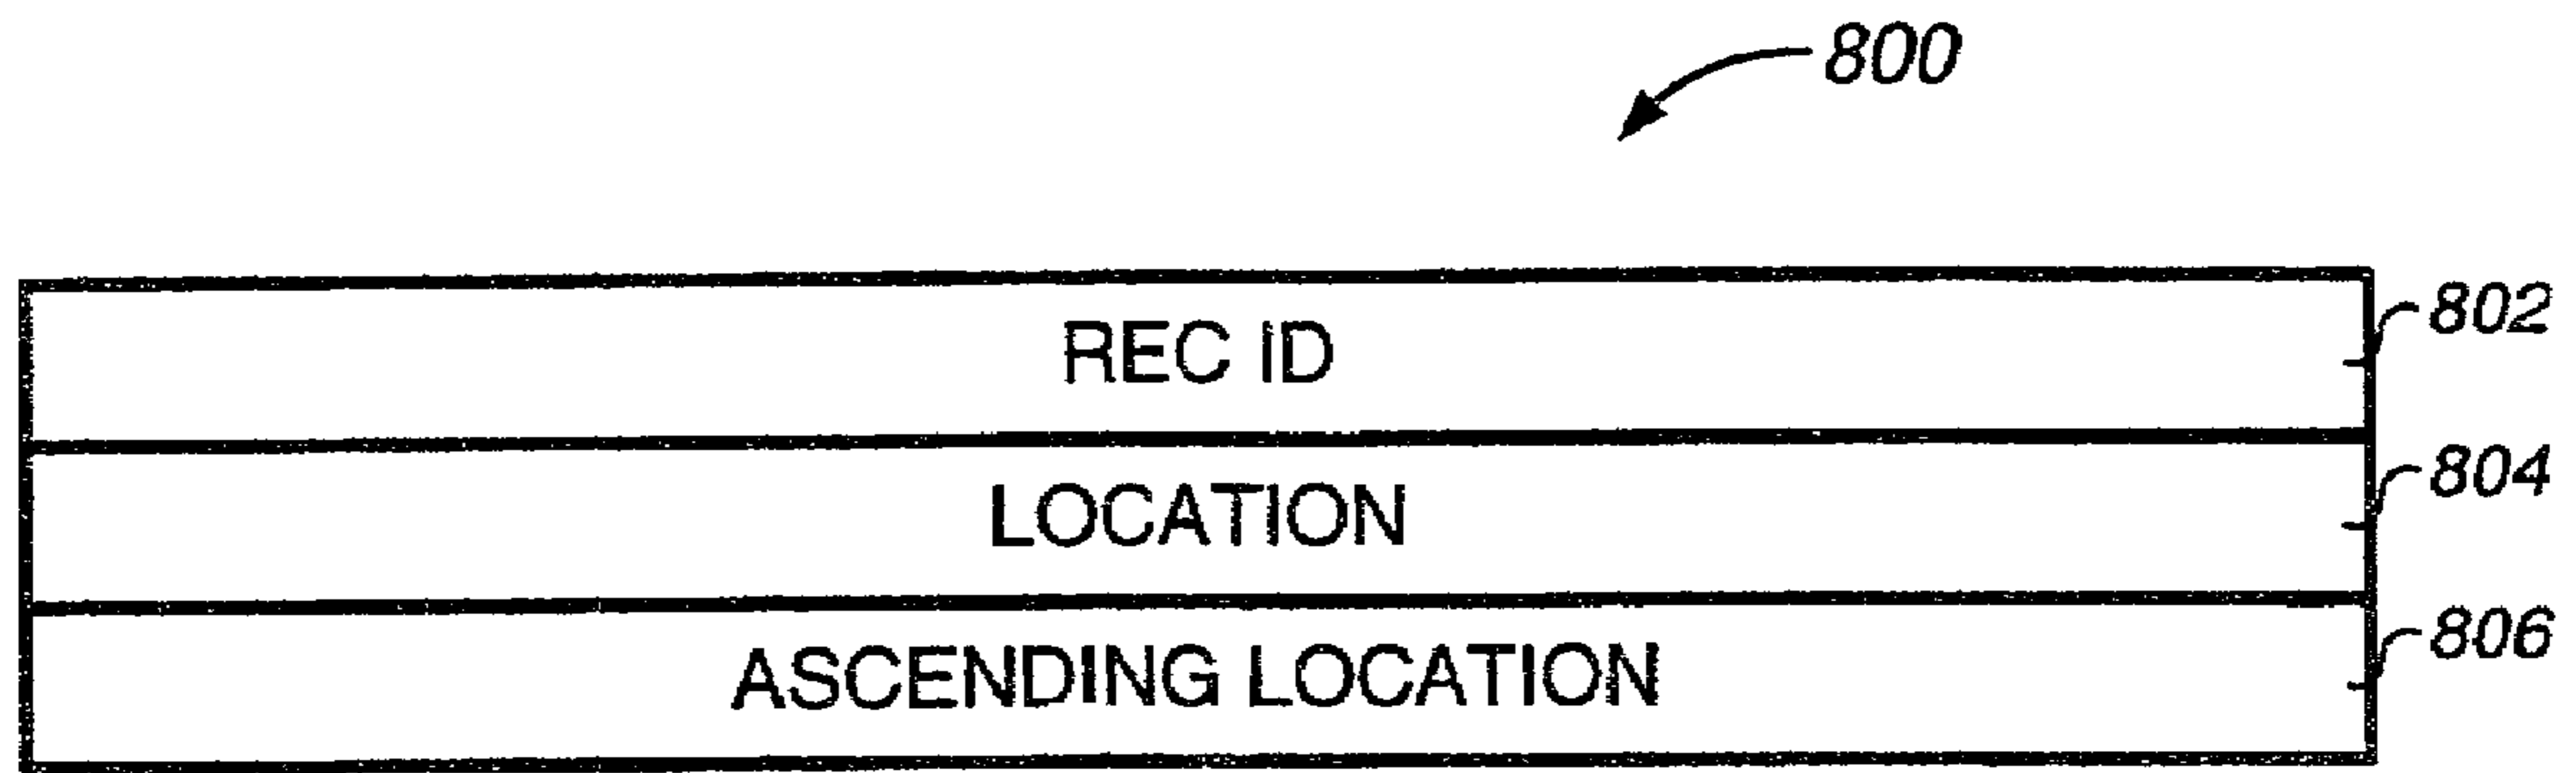 800
REC ID
802
LOCATION
804
ASCENDING LOCATION
806